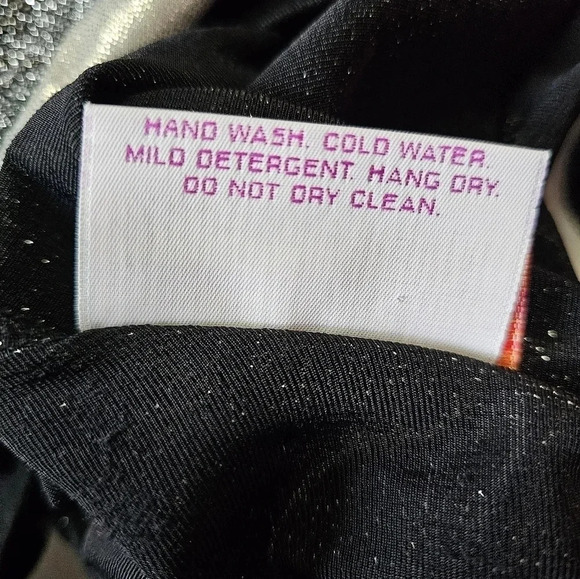 HAND WASH. COLD WATER.
MILD DETERGENT. HANG DRY.
DO NOT DRY CLEAN.